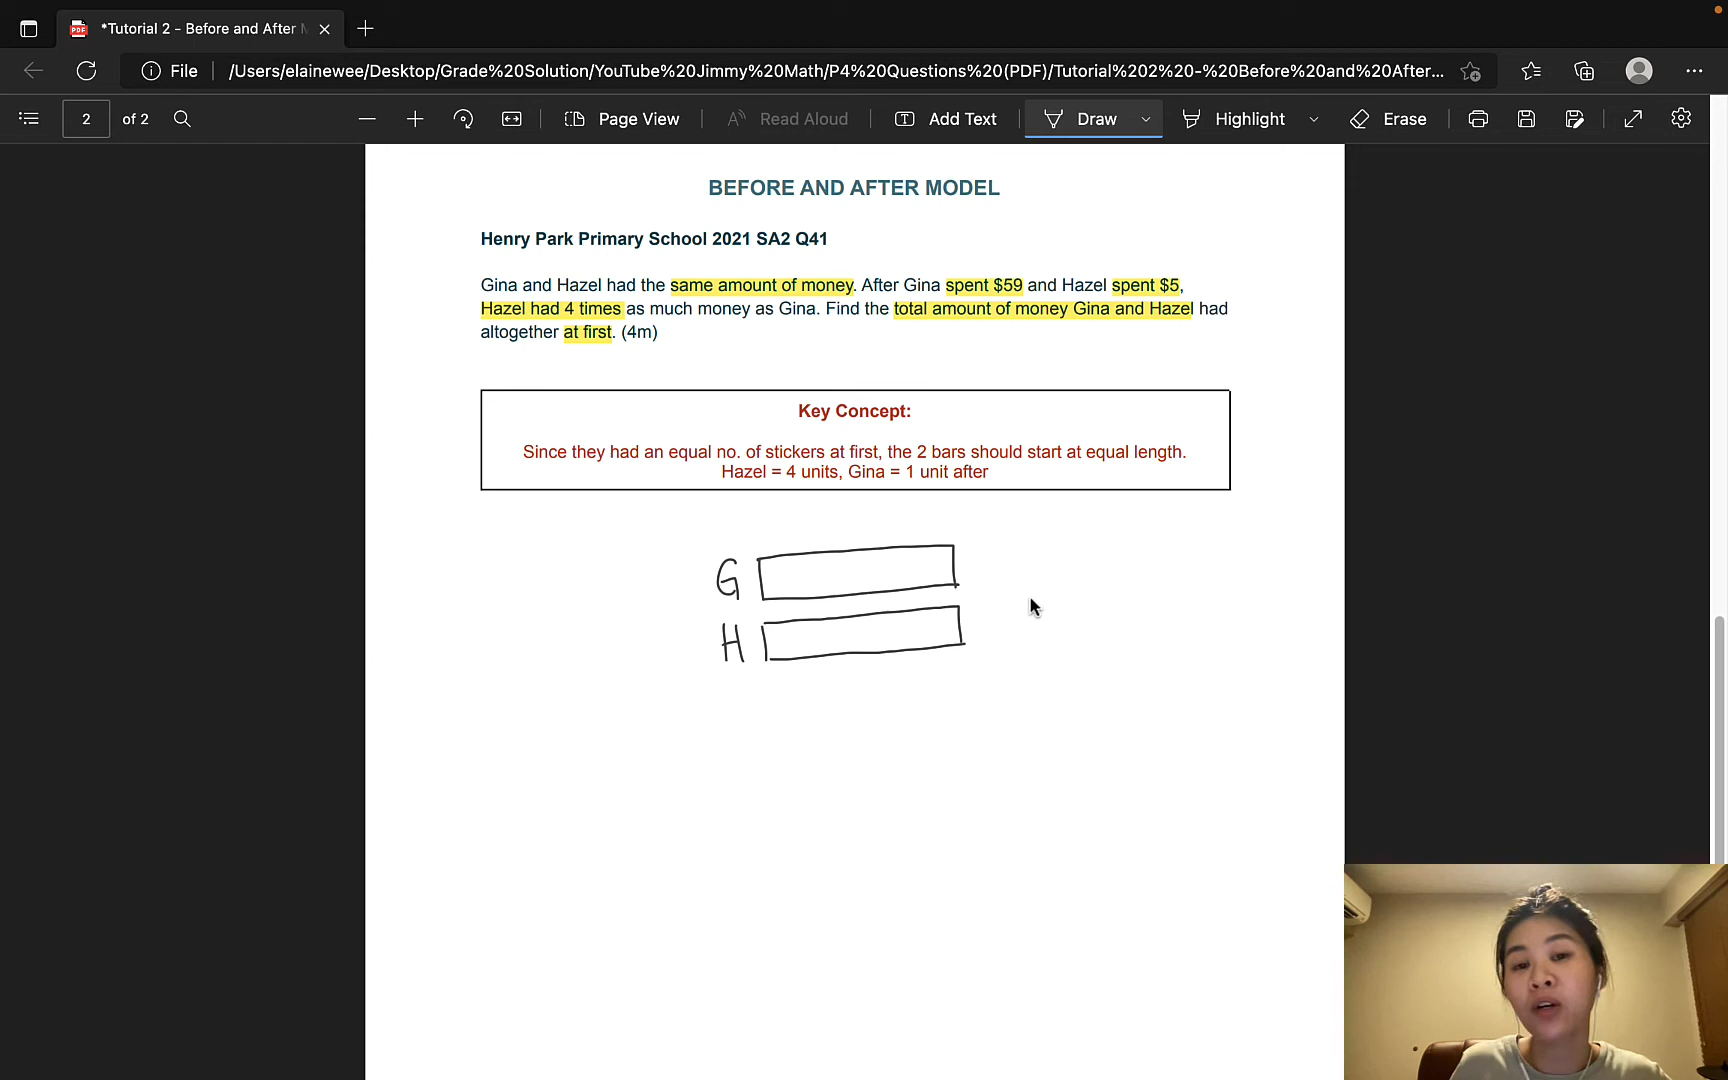 *Tutorial 2 - Before and After
File
/Users/elainewee/Desktop/Grade%20Solution/YouTube%20Jimmy%20Math/P4%20Questions%20(PDF)/Tutorial%202%20-%20Before%20and%20After...
2 of 2
Page View
Read Aloud
Add Text
Draw
Highlight
Erase
BEFORE AND AFTER MODEL
Henry Park Primary School 2021 SA2 Q41
Gina and Hazel had the same amount of money. After Gina spent $59 and Hazel spent $5,
Hazel had 4 times as much money as Gina. Find the total amount of money Gina and Hazel had
altogether at first. (4m)
Key Concept:
Since they had an equal no. of stickers at first, the 2 bars should start at equal length.
Hazel = 4 units, Gina = 1 unit after
G
H